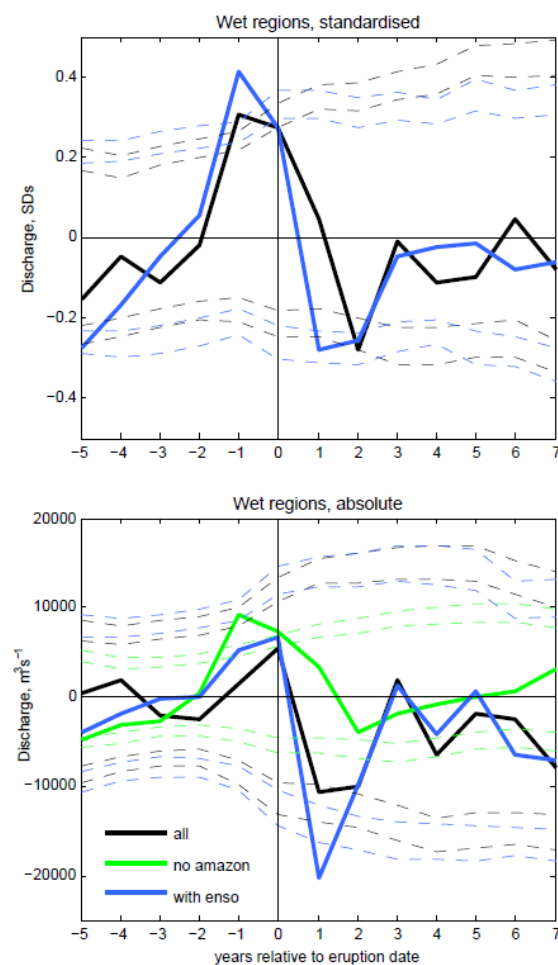 Wet regions, standardised
0.4
0.2
0
−0.2
−0.4
Discharge, SDs
−5 −4 −3 −2 −1 0 1 2 3 4 5 6 7
Wet regions, absolute
20000
10000
0
−10000
−20000
Discharge, m³s⁻¹
all
no amazon
with enso
−5 −4 −3 −2 −1 0 1 2 3 4 5 6 7
years relative to eruption date